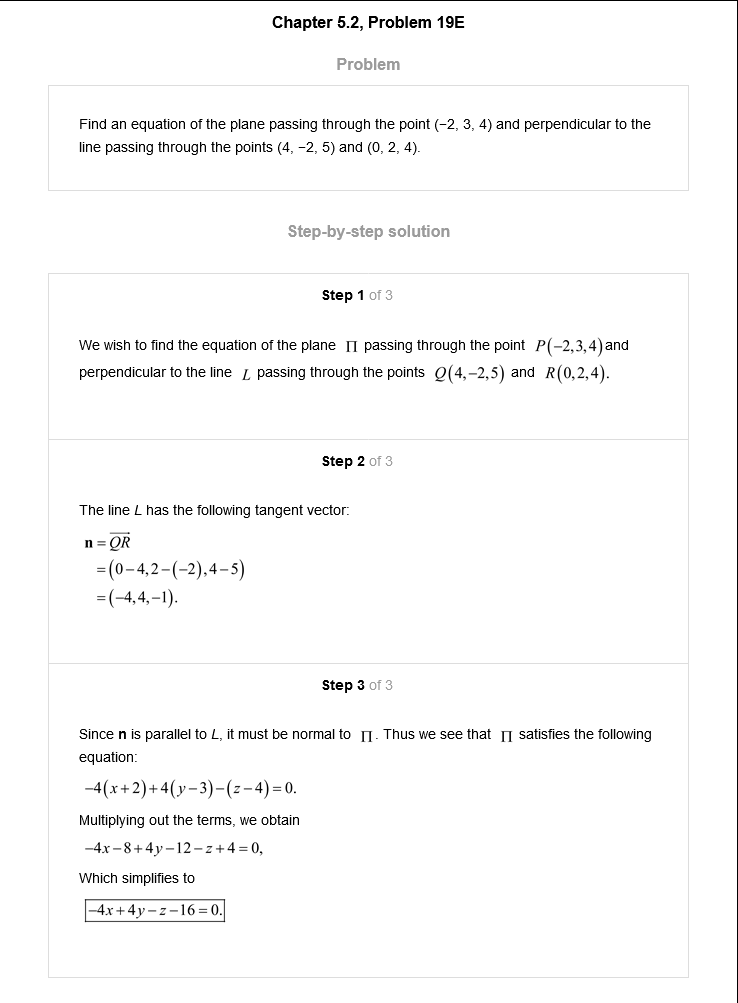 Chapter 5.2, Problem 19E
Problem
Find an equation of the plane passing through the point (−2, 3, 4) and perpendicular to the
line passing through the points (4, −2, 5) and (0, 2, 4).
Step-by-step solution
Step 1 of 3
We wish to find the equation of the plane Π passing through the point P(−2,3,4) and
perpendicular to the line L passing through the points Q(4,−2,5) and R(0,2,4).
Step 2 of 3
The line L has the following tangent vector:
n = \overrightarrow{QR}
=(0−4,2−(−2),4−5)
=(−4,4,−1).
Step 3 of 3
Since n is parallel to L, it must be normal to Π. Thus we see that Π satisfies the following
equation:
−4(x+2)+4(y−3)−(z−4)=0.
Multiplying out the terms, we obtain
−4x−8+4y−12−z+4=0,
Which simplifies to
−4x+4y−z−16=0.